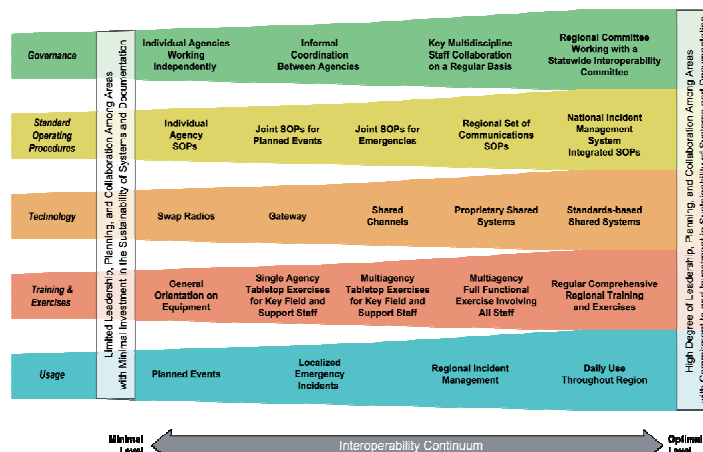 Governance
Individual Agencies
Working
Independently
Informal
Coordination
Between Agencies
Key Multidiscipline
Staff Collaboration
on a Regular Basis
Regional Committee
Working with a
Statewide Interoperability
Committee
Standard
Operating
Procedures
Individual
Agency
SOPs
Joint SOPs for
Planned Events
Joint SOPs for
Emergencies
Regional Set of
Communications
SOPs
National Incident
Management
System
Integrated SOPs
Technology
Swap Radios
Gateway
Shared
Channels
Proprietary Shared
Systems
Standards-based
Shared Systems
Training &
Exercises
General
Orientation on
Equipment
Single Agency
Tabletop Exercises
for Key Field and
Support Staff
Multiagency
Tabletop Exercises
for Key Field and
Support Staff
Multiagency
Full Functional
Exercise Involving
All Staff
Regular Comprehensive
Regional Training
and Exercises
Usage
Planned Events
Localized
Emergency
Incidents
Regional Incident
Management
Daily Use
Throughout Region
Limited Leadership, Planning, and Collaboration Among Areas
with Minimal Investment in the Sustainability of Systems and Documentation
High Degree of Leadership, Planning, and Collaboration Among Areas
Minimal
Level
Interoperability Continuum
Optimal
Level